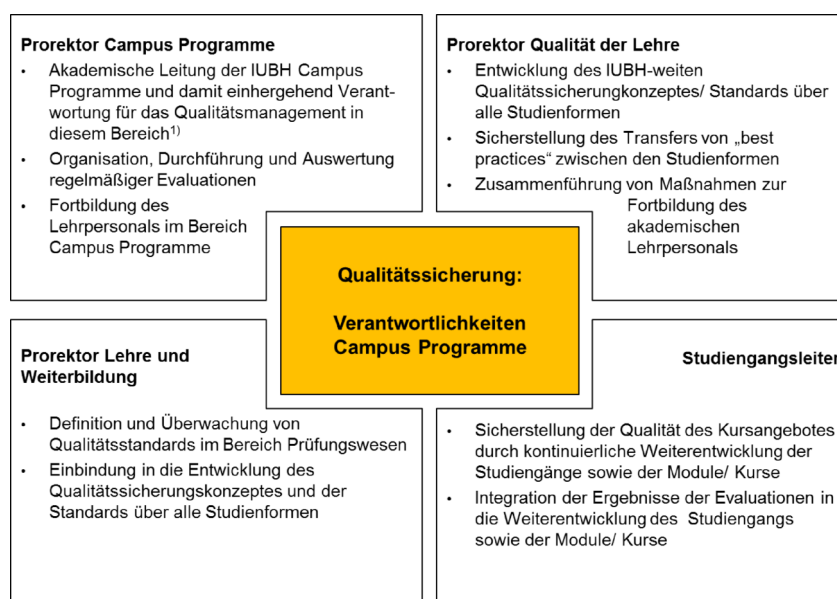 Prorektor Campus Programme
• Akademische Leitung der IUBH Campus
Programme und damit einhergehend Verant-
wortung für das Qualitätsmanagement in
diesem Bereich1)
• Organisation, Durchführung und Auswertung
regelmäßiger Evaluationen
• Fortbildung des
Lehrpersonals im Bereich
Campus Programme
Prorektor Qualität der Lehre
• Entwicklung des IUBH-weiten
Qualitätssicherungkonzeptes/ Standards über
alle Studienformen
• Sicherstellung des Transfers von „best
practices“ zwischen den Studienformen
• Zusammenführung von Maßnahmen zur
Fortbildung des
akademischen
Lehrpersonals
Qualitätssicherung:
Verantwortlichkeiten
Campus Programme
Prorektor Lehre und
Weiterbildung
• Definition und Überwachung von
Qualitätsstandards im Bereich Prüfungswesen
• Einbindung in die Entwicklung des
Qualitätssicherungskonzeptes und der
Standards über alle Studienformen
Studiengangsleiter
• Sicherstellung der Qualität des Kursangebotes
durch kontinuierliche Weiterentwicklung der
Studiengänge sowie der Module/ Kurse
• Integration der Ergebnisse der Evaluationen in
die Weiterentwicklung des Studiengangs
sowie der Module/ Kurse